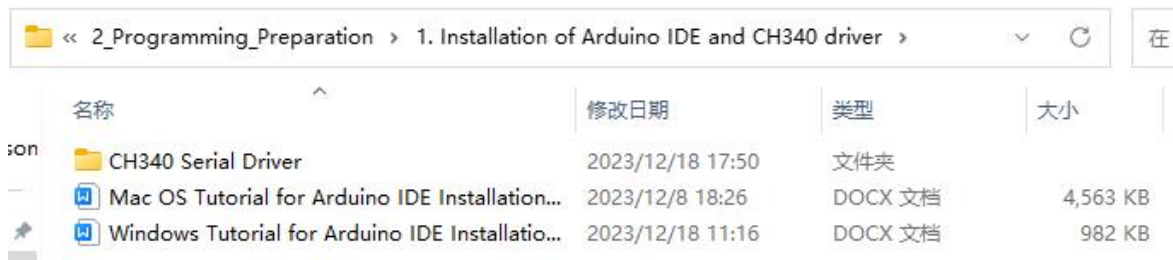 « 2_Programming_Preparation › 1. Installation of Arduino IDE and CH340 driver › 在
名称 修改日期 类型 大小
son
CH340 Serial Driver 2023/12/18 17:50 文件夹
Mac OS Tutorial for Arduino IDE Installation... 2023/12/8 18:26 DOCX 文档 4,563 KB
Windows Tutorial for Arduino IDE Installatio... 2023/12/18 11:16 DOCX 文档 982 KB